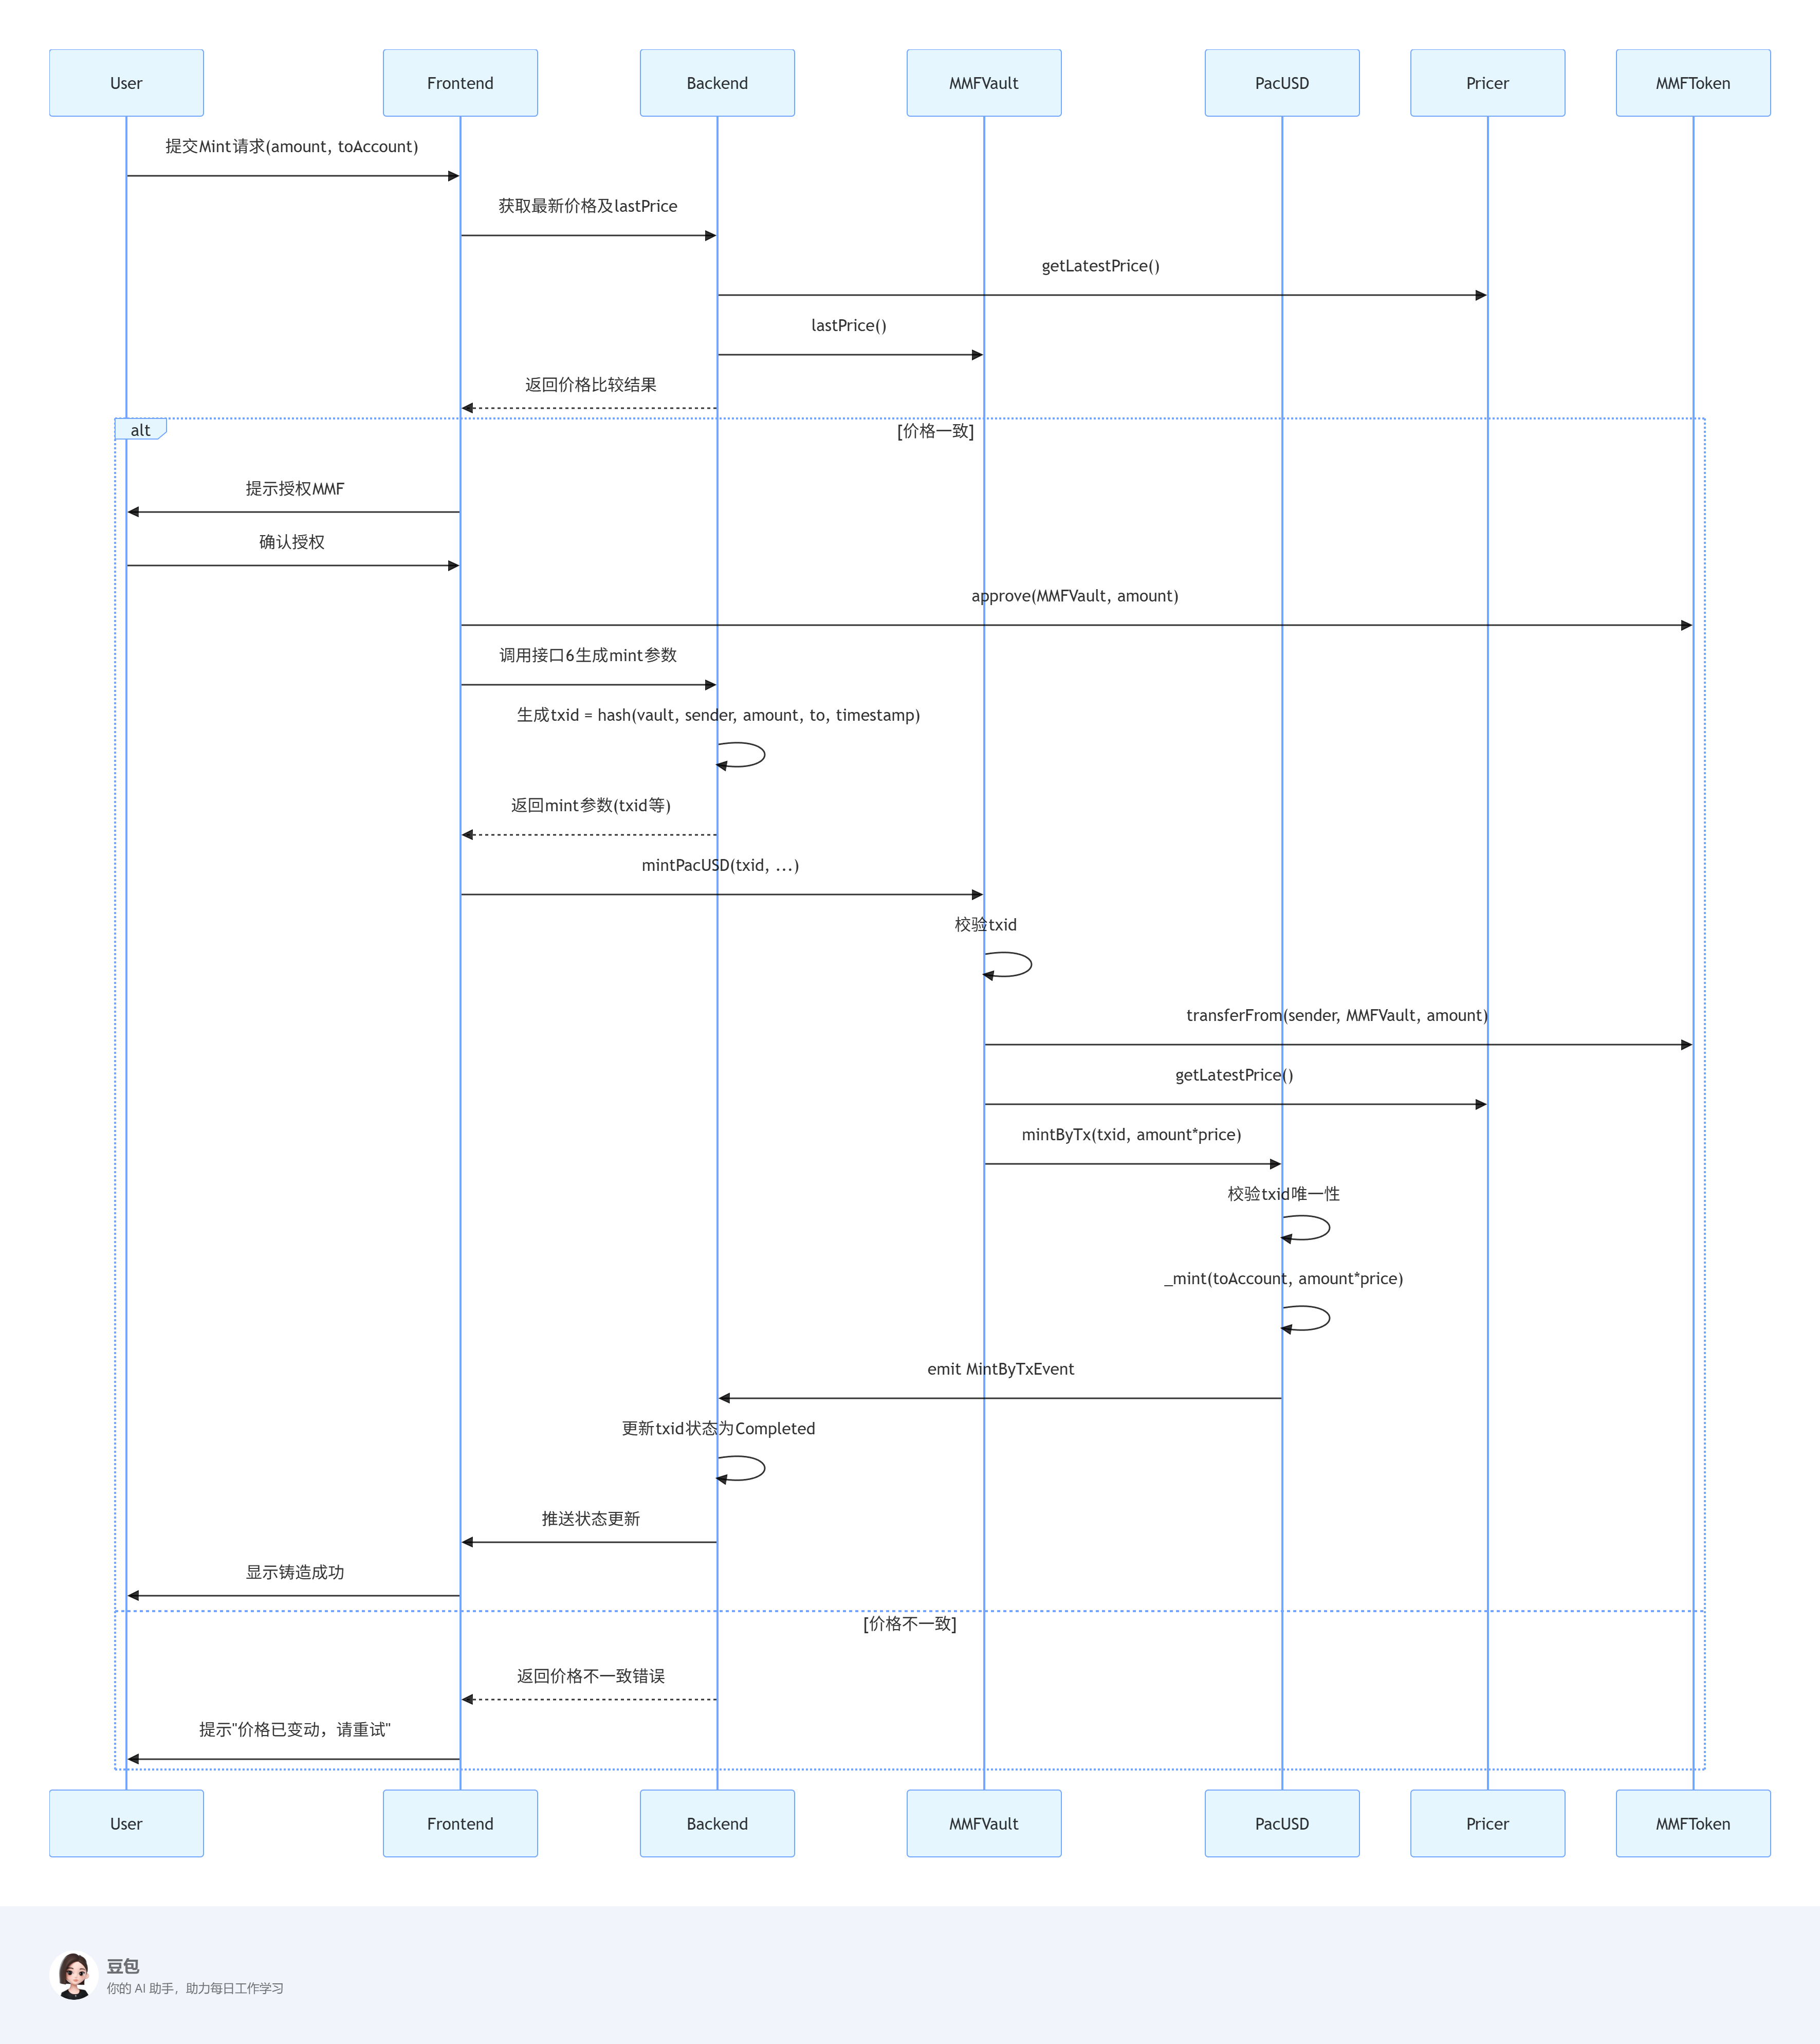 User Frontend Backend MMFVault PacUSD Pricer MMFToken
提交Mint请求(amount, toAccount)
获取最新价格及lastPrice
getLatestPrice()
lastPrice()
返回价格比较结果
alt [价格一致]
提示授权MMF
确认授权
approve(MMFVault, amount)
调用接口6生成mint参数
生成txid = hash(vault, sender, amount, to, timestamp)
返回mint参数(txid等)
mintPacUSD(txid, ...)
校验txid
transferFrom(sender, MMFVault, amount)
getLatestPrice()
mintByTx(txid, amount*price)
校验txid唯一性
_mint(toAccount, amount*price)
emit MintByTxEvent
更新txid状态为Completed
推送状态更新
显示铸造成功
[价格不一致]
返回价格不一致错误
提示"价格已变动，请重试"
User Frontend Backend MMFVault PacUSD Pricer MMFToken
豆包
你的 AI 助手，助力每日工作学习